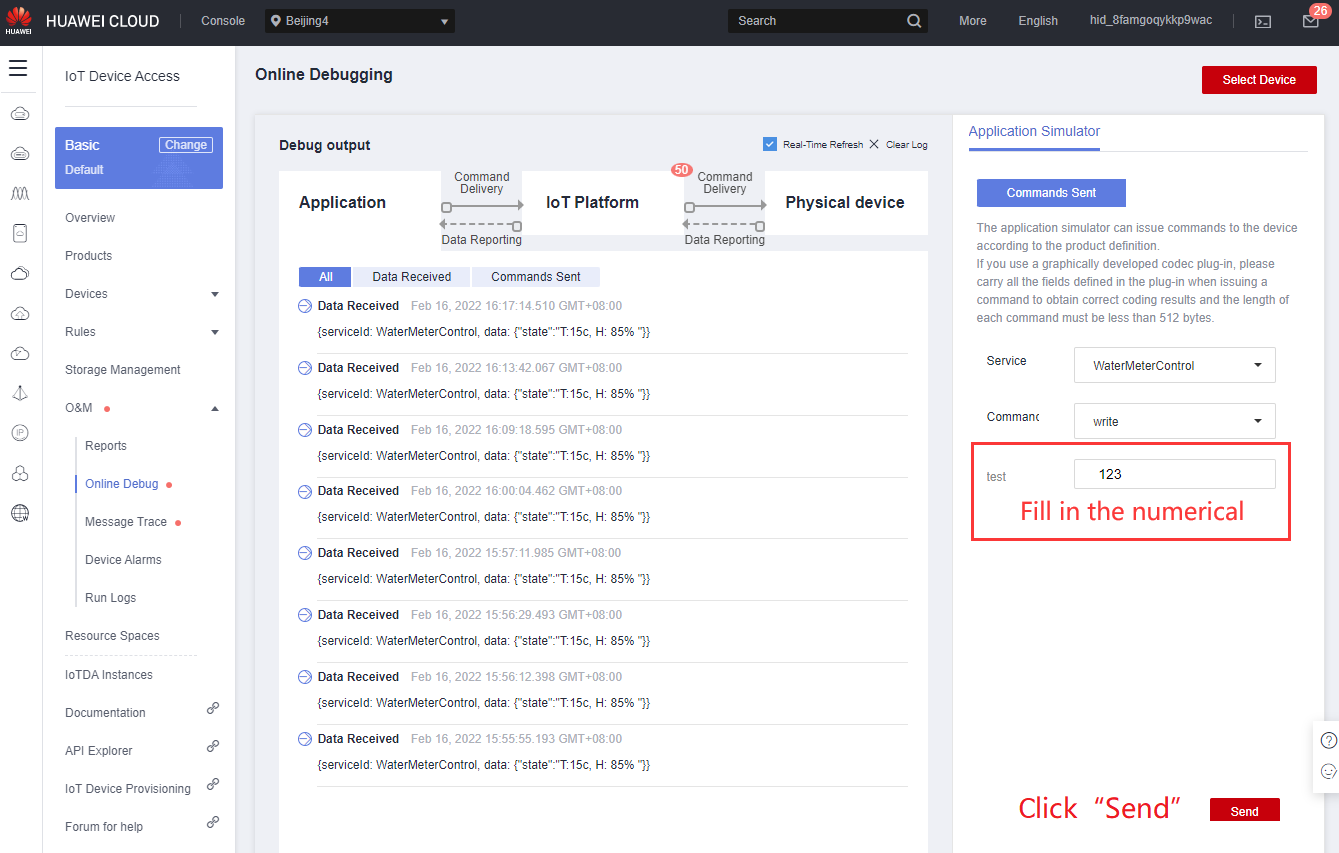 HUAWEI
HUAWEI CLOUD
Console
Beijing4
Search
More
English
hid_8famgoqykkp9wac
26
IoT Device Access
Basic
Change
Default
Overview
Products
Devices
Rules
Storage Management
O&M
Reports
Online Debug
Message Trace
Device Alarms
Run Logs
Resource Spaces
IoTDA Instances
Documentation
API Explorer
IoT Device Provisioning
Forum for help
IP
Online Debugging
Select Device
Debug output
Real-Time Refresh
Clear Log
Application
Command
Delivery
Data Reporting
IoT Platform
50
Command
Delivery
Data Reporting
Physical device
All
Data Received
Commands Sent
Data Received Feb 16, 2022 16:17:14.510 GMT+08:00
{serviceId: WaterMeterControl, data: {"state":"T:15c, H: 85% "}}
Data Received Feb 16, 2022 16:13:42.067 GMT+08:00
{serviceId: WaterMeterControl, data: {"state":"T:15c, H: 85% "}}
Data Received Feb 16, 2022 16:09:18.595 GMT+08:00
{serviceId: WaterMeterControl, data: {"state":"T:15c, H: 85% "}}
Data Received Feb 16, 2022 16:00:04.462 GMT+08:00
{serviceId: WaterMeterControl, data: {"state":"T:15c, H: 85% "}}
Data Received Feb 16, 2022 15:57:11.985 GMT+08:00
{serviceId: WaterMeterControl, data: {"state":"T:15c, H: 85% "}}
Data Received Feb 16, 2022 15:56:29.493 GMT+08:00
{serviceId: WaterMeterControl, data: {"state":"T:15c, H: 85% "}}
Data Received Feb 16, 2022 15:56:12.398 GMT+08:00
{serviceId: WaterMeterControl, data: {"state":"T:15c, H: 85% "}}
Data Received Feb 16, 2022 15:55:55.193 GMT+08:00
{serviceId: WaterMeterControl, data: {"state":"T:15c, H: 85% "}}
Application Simulator
Commands Sent
The application simulator can issue commands to the device
according to the product definition.
If you use a graphically developed codec plug-in, please
carry all the fields defined in the plug-in when issuing a
command to obtain correct coding results and the length of
each command must be less than 512 bytes.
Service
WaterMeterControl
Command
write
test
123
Fill in the numerical
Click “Send”
Send